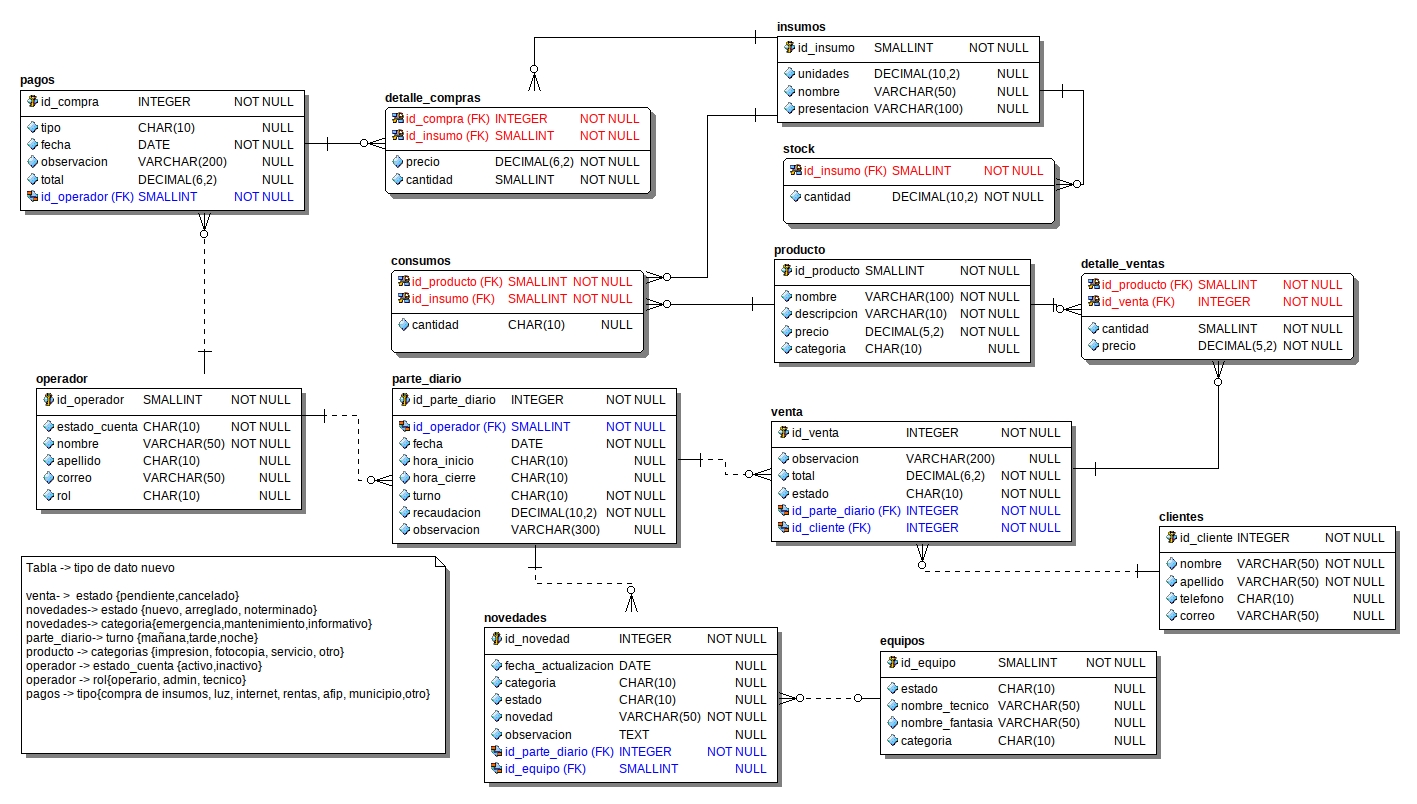 insumos
id_insumo SMALLINT NOT NULL
unidades DECIMAL(10,2) NULL
nombre VARCHAR(50) NULL
presentacion VARCHAR(100) NULL
pagos
id_compra INTEGER NOT NULL
tipo CHAR(10) NULL
fecha DATE NOT NULL
observacion VARCHAR(200) NULL
total DECIMAL(6,2) NULL
id_operador (FK) SMALLINT NOT NULL
detalle_compras
id_compra (FK) INTEGER NOT NULL
id_insumo (FK) SMALLINT NOT NULL
precio DECIMAL(6,2) NOT NULL
cantidad SMALLINT NOT NULL
stock
id_insumo (FK) SMALLINT NOT NULL
cantidad DECIMAL(10,2) NOT NULL
consumos
id_producto (FK) SMALLINT NOT NULL
id_insumo (FK) SMALLINT NOT NULL
cantidad CHAR(10) NULL
producto
id_producto SMALLINT NOT NULL
nombre VARCHAR(100) NOT NULL
descripcion VARCHAR(10) NOT NULL
precio DECIMAL(5,2) NOT NULL
categoria CHAR(10) NULL
detalle_ventas
id_producto (FK) SMALLINT NOT NULL
id_venta (FK) INTEGER NOT NULL
cantidad SMALLINT NOT NULL
precio DECIMAL(5,2) NOT NULL
operador
id_operador SMALLINT NOT NULL
estado_cuenta CHAR(10) NOT NULL
nombre VARCHAR(50) NOT NULL
apellido CHAR(10) NULL
correo VARCHAR(50) NULL
rol CHAR(10) NULL
parte_diario
id_parte_diario INTEGER NOT NULL
id_operador (FK) SMALLINT NOT NULL
fecha DATE NOT NULL
hora_inicio CHAR(10) NULL
hora_cierre CHAR(10) NULL
turno CHAR(10) NOT NULL
recaudacion DECIMAL(10,2) NOT NULL
observacion VARCHAR(300) NULL
venta
id_venta INTEGER NOT NULL
observacion VARCHAR(200) NULL
total DECIMAL(6,2) NOT NULL
estado CHAR(10) NOT NULL
id_parte_diario (FK) INTEGER NOT NULL
id_cliente (FK) INTEGER NOT NULL
clientes
id_cliente INTEGER NOT NULL
nombre VARCHAR(50) NOT NULL
apellido VARCHAR(50) NOT NULL
telefono CHAR(10) NULL
correo VARCHAR(50) NULL
Tabla -> tipo de dato nuevo
venta- > estado {pendiente,cancelado}
novedades-> estado {nuevo, arreglado, noterminado}
novedades-> categoria{emergencia,mantenimiento,informativo}
parte_diario-> turno {mañana,tarde,noche}
producto -> categorias {impresion, fotocopia, servicio, otro}
operador -> estado_cuenta {activo,inactivo}
operador -> rol{operario, admin, tecnico}
pagos -> tipo{compra de insumos, luz, internet, rentas, afip, municipio,otro}
novedades
id_novedad INTEGER NOT NULL
fecha_actualizacion DATE NULL
categoria CHAR(10) NULL
estado CHAR(10) NULL
novedad VARCHAR(50) NOT NULL
observacion TEXT NULL
id_parte_diario (FK) INTEGER NOT NULL
id_equipo (FK) SMALLINT NULL
equipos
id_equipo SMALLINT NOT NULL
estado CHAR(10) NULL
nombre_tecnico VARCHAR(50) NULL
nombre_fantasia VARCHAR(50) NULL
categoria CHAR(10) NULL